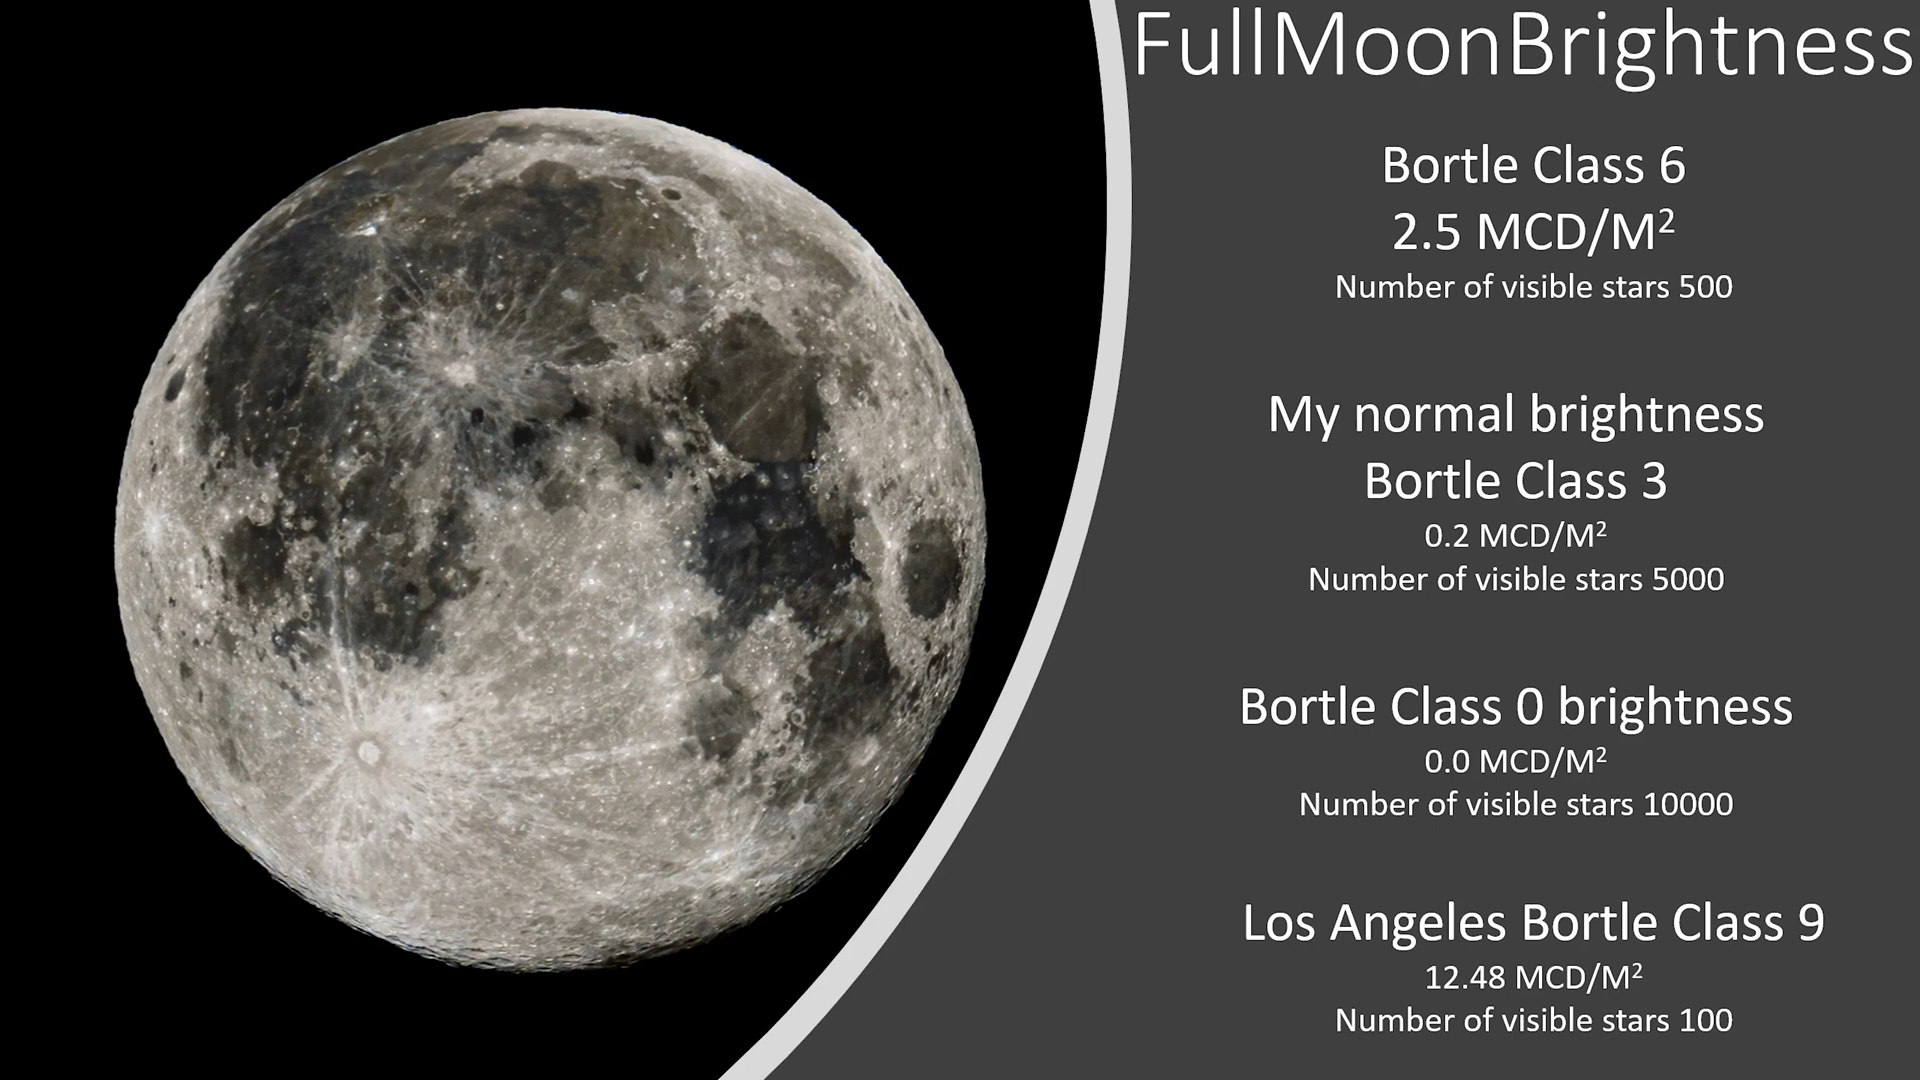 FullMoonBrightness
Bortle Class 6
2.5 MCD/M²
Number of visible stars 500
My normal brightness
Bortle Class 3
0.2 MCD/M²
Number of visible stars 5000
Bortle Class 0 brightness
0.0 MCD/M²
Number of visible stars 10000
Los Angeles Bortle Class 9
12.48 MCD/M²
Number of visible stars 100